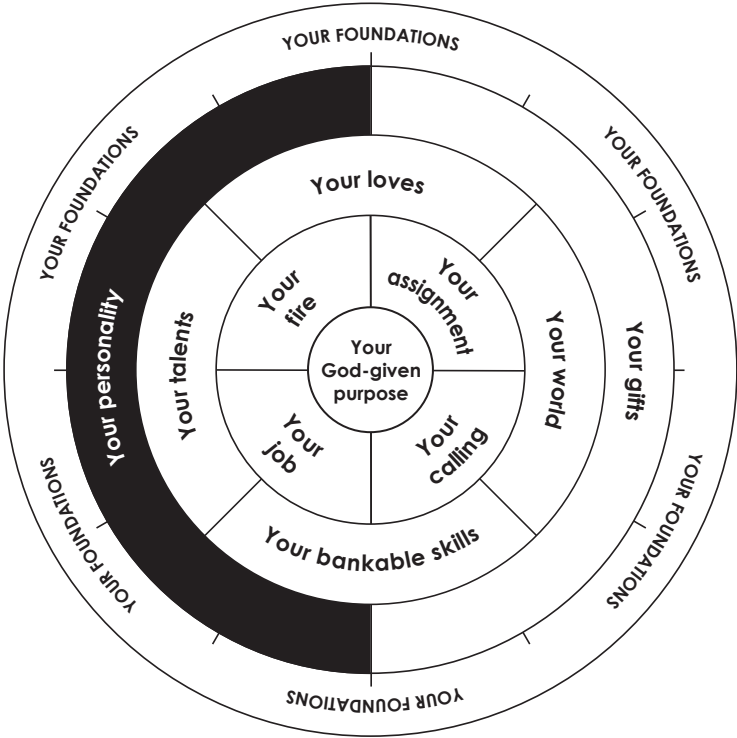 YOUR FOUNDATIONS
YOUR FOUNDATIONS
YOUR FOUNDATIONS
YOUR FOUNDATIONS
YOUR FOUNDATIONS
YOUR FOUNDATIONS
Your personality
Your gifts
Your loves
Your talents
Your world
Your bankable skills
Your
fire
Your
assignment
Your
job
Your
calling
Your
God-given
purpose